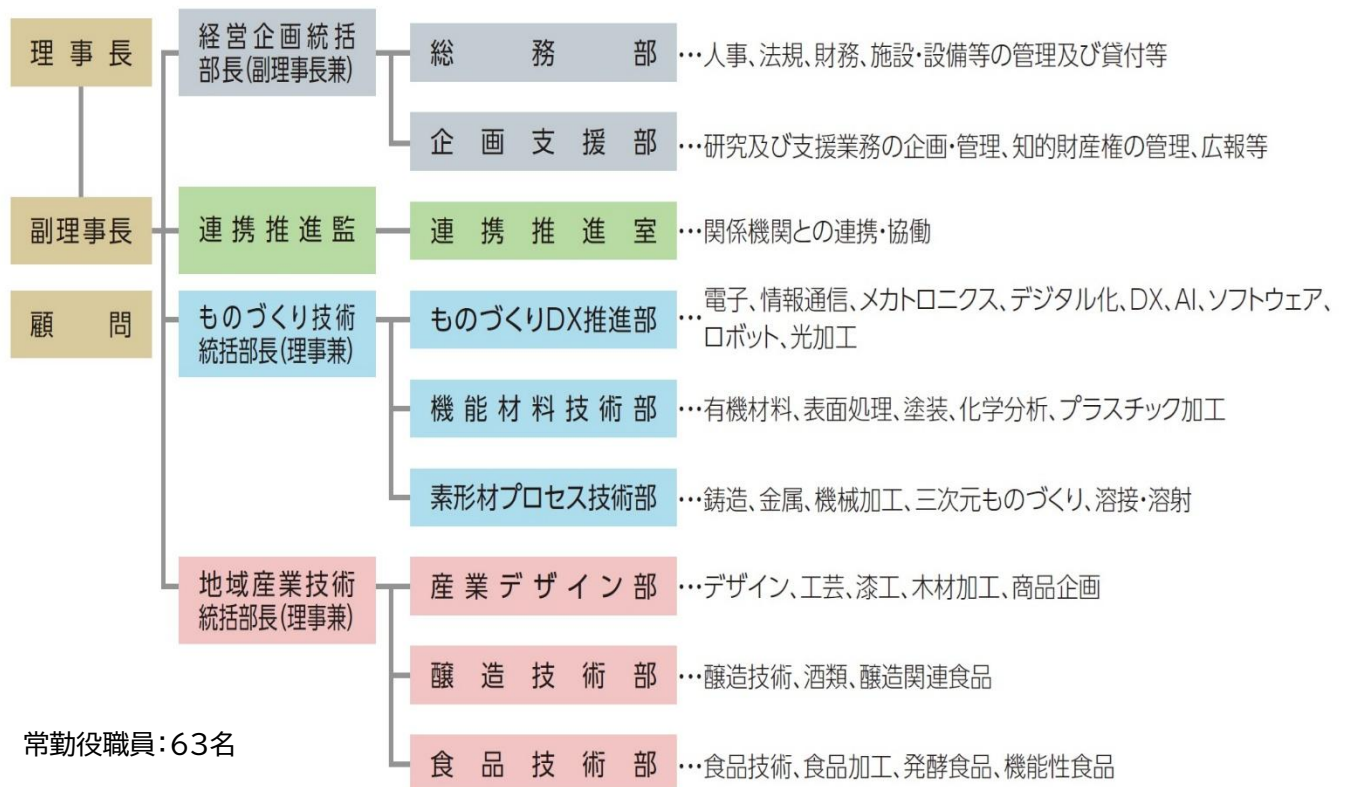 理事長
経営企画統括
部長(副理事長兼)
総務部…人事、法規、財務、施設・設備等の管理及び貸付等
企画支援部…研究及び支援業務の企画・管理、知的財産権の管理、広報等
副理事長
連携推進監
連携推進室…関係機関との連携・協働
顧問
ものづくり技術
統括部長(理事兼)
ものづくりDX推進部…電子、情報通信、メカトロニクス、デジタル化、DX、AI、ソフトウェア、
ロボット、光加工
機能材料技術部…有機材料、表面処理、塗装、化学分析、プラスチック加工
素形材プロセス技術部…鋳造、金属、機械加工、三次元ものづくり、溶接・溶射
地域産業技術
統括部長(理事兼)
産業デザイン部…デザイン、工芸、漆工、木材加工、商品企画
醸造技術部…醸造技術、酒類、醸造関連食品
食品技術部…食品技術、食品加工、発酵食品、機能性食品
常勤役職員:63名